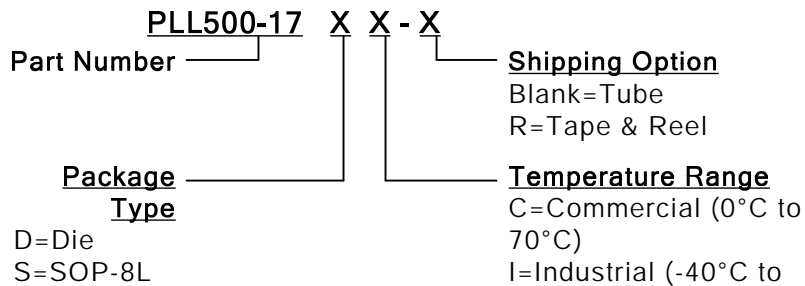 PLL500-17 X X - X
Part Number
Shipping Option
Blank=Tube
R=Tape & Reel
Package
Type
D=Die
S=SOP-8L
Temperature Range
C=Commercial (0°C to
70°C)
I=Industrial (-40°C to